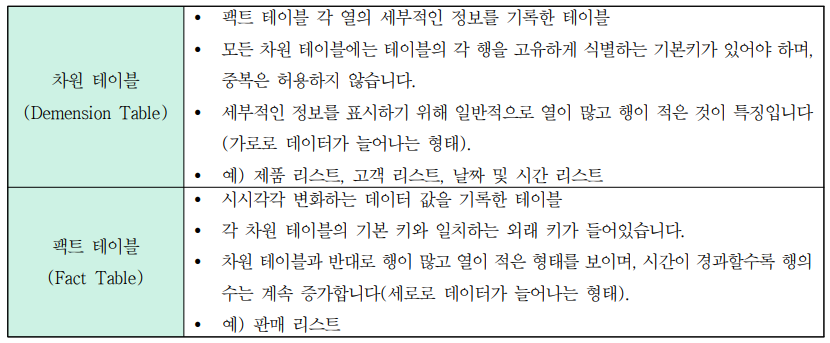 차원 테이블
(Demension Table)
• 팩트 테이블 각 열의 세부적인 정보를 기록한 테이블
• 모든 차원 테이블에는 테이블의 각 행을 고유하게 식별하는 기본키가 있어야 하며,
중복은 허용하지 않습니다.
• 세부적인 정보를 표시하기 위해 일반적으로 열이 많고 행이 적은 것이 특징입니다
(가로로 데이터가 늘어나는 형태).
• 예) 제품 리스트, 고객 리스트, 날짜 및 시간 리스트
팩트 테이블
(Fact Table)
• 시시각각 변화하는 데이터 값을 기록한 테이블
• 각 차원 테이블의 기본 키와 일치하는 외래 키가 들어있습니다.
• 차원 테이블과 반대로 행이 많고 열이 적은 형태를 보이며, 시간이 경과할수록 행의
수는 계속 증가합니다(세로로 데이터가 늘어나는 형태).
• 예) 판매 리스트